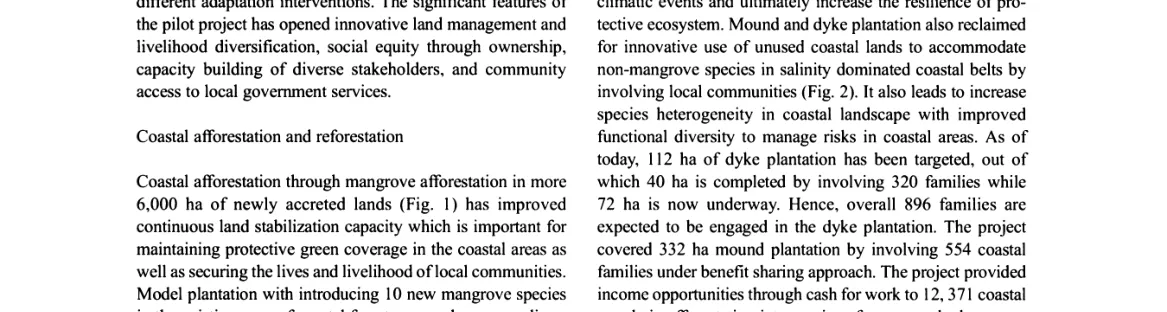 different adaptation interventions. The significant features of
the pilot project has opened innovative land management and
livelihood diversification, social equity through ownership,
capacity building of diverse stakeholders, and community
access to local government services.
Coastal afforestation and reforestation
Coastal afforestation through mangrove afforestation in more
6,000 ha of newly accreted lands (Fig. 1) has improved
continuous land stabilization capacity which is important for
maintaining protective green coverage in the coastal areas as
well as securing the lives and livelihood of local communities.
Model plantation with introducing 10 new mangrove species
climatic events and ultimately increase the resilience of pro-
tective ecosystem. Mound and dyke plantation also reclaimed
for innovative use of unused coastal lands to accommodate
non-mangrove species in salinity dominated coastal belts by
involving local communities (Fig. 2). It also leads to increase
species heterogeneity in coastal landscape with improved
functional diversity to manage risks in coastal areas. As of
today, 112 ha of dyke plantation has been targeted, out of
which 40 ha is completed by involving 320 families while
72 ha is now underway. Hence, overall 896 families are
expected to be engaged in the dyke plantation. The project
covered 332 ha mound plantation by involving 554 coastal
families under benefit sharing approach. The project provided
income opportunities through cash for work to 12, 371 coastal